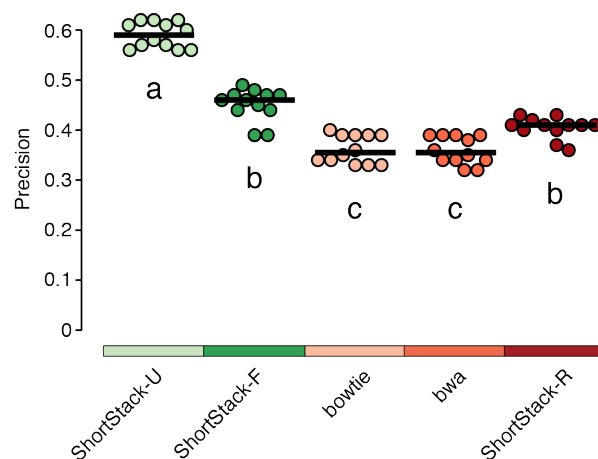 Precision
0.6
0.5
0.4
0.3
0.2
0.1
0
a
b
c
c
b
ShortStack-U
ShortStack-F
bowtie
bwa
ShortStack-R